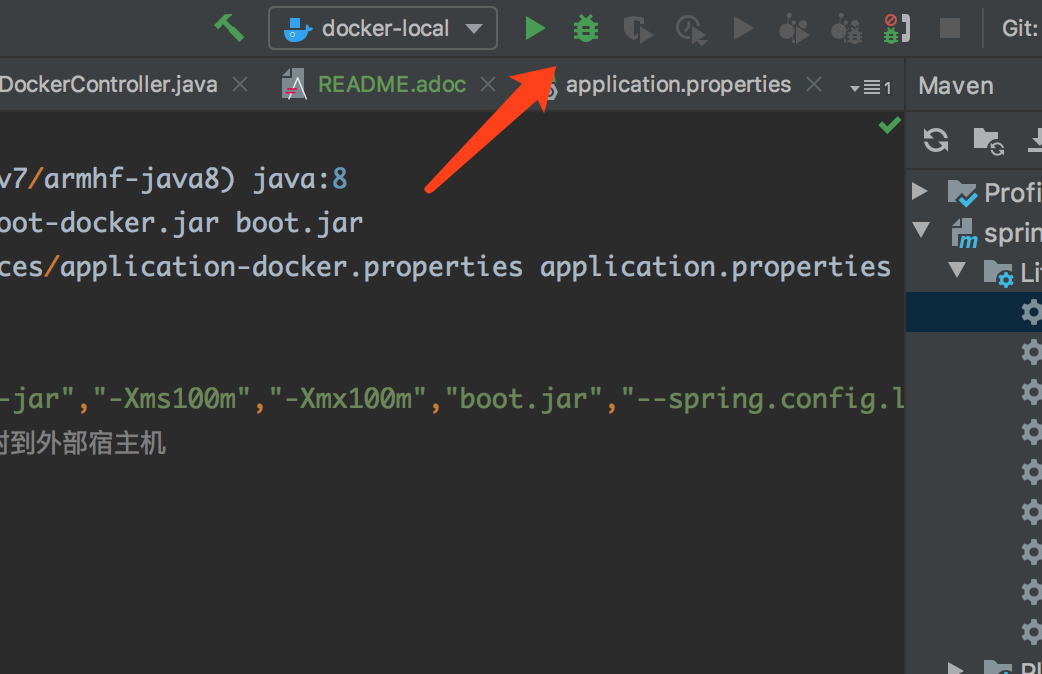 docker-local
Git:
DockerController.java
README.adoc
application.properties
1
Maven
v7/armhf-java8) java:8
oot-docker.jar boot.jar
ces/application-docker.properties application.properties
-jar","-Xms100m","-Xmx100m","boot.jar","--spring.config.l
到外部宿主机
Profi
sprin
Li
Pl